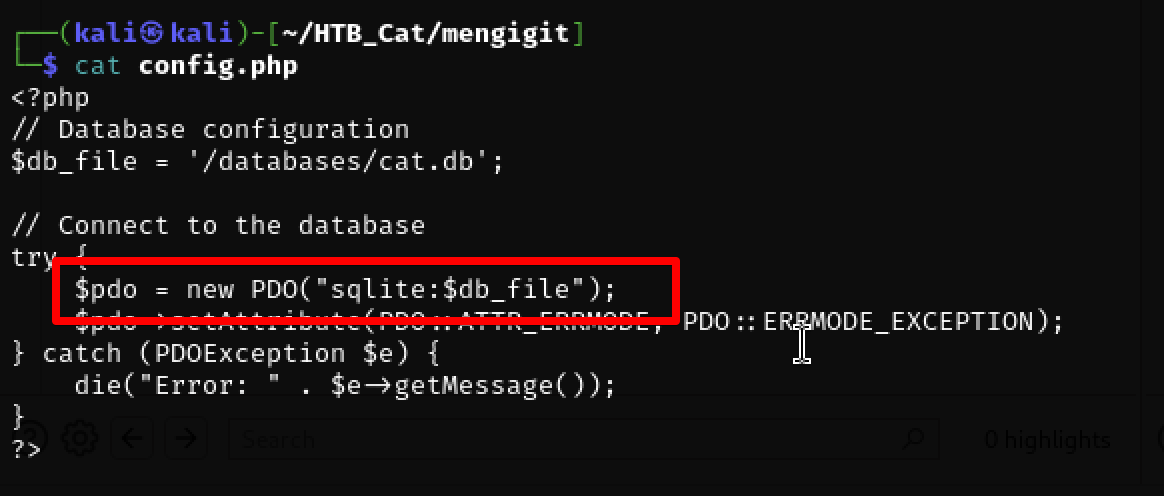 (kali㉿kali)-[~/HTB_Cat/mengigit]
$ cat config.php
<?php
// Database configuration
$db_file = '/databases/cat.db';
// Connect to the database
try {
$pdo = new PDO("sqlite:$db_file");
$pdo->setAttribute(PDO::ATTR_ERRMODE, PDO::ERRMODE_EXCEPTION);
} catch (PDOException $e) {
die("Error: " . $e->getMessage());
}
?>
Search
0 highlights